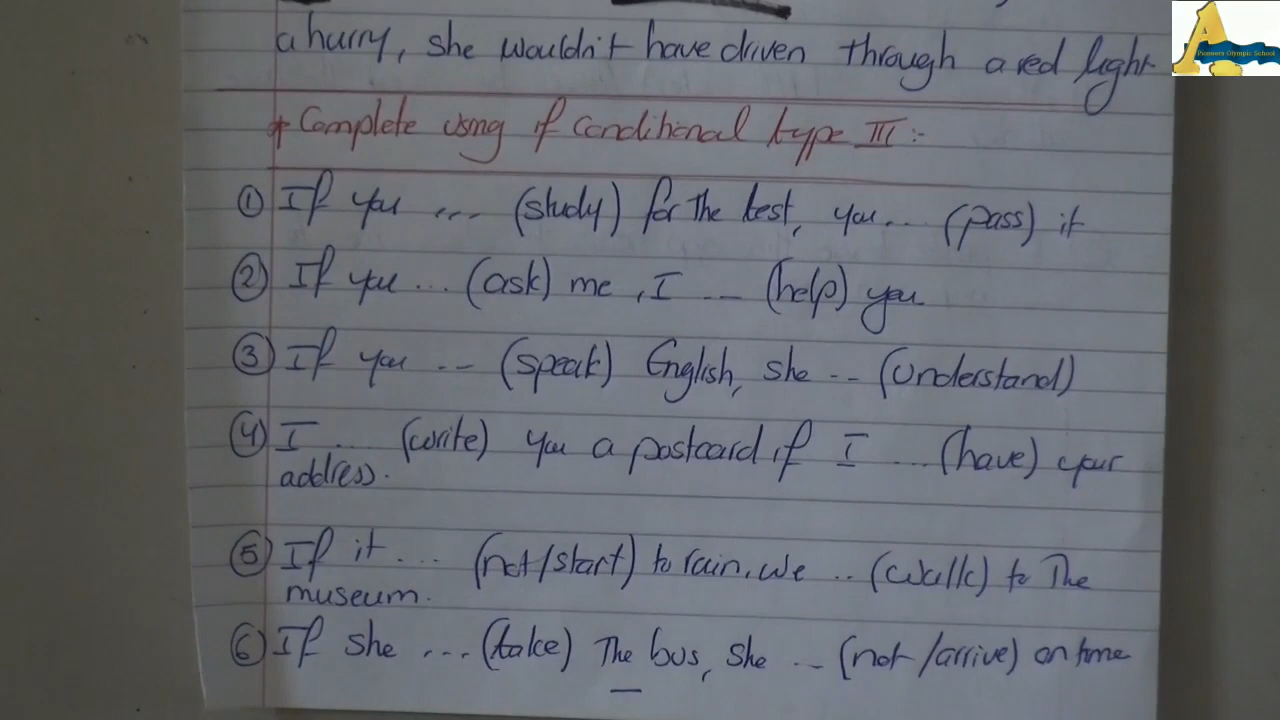 a hurry, she wouldn't have driven through a red light
Pioneers Olympic School
* Complete using if Conditional type III :-
① If you .... (study) for the test, you... (pass) it
② If you ... (ask) me, I ... (help) you
③ If you ... (speak) English, she .. (understand)
④ I ... (write) you a postcard if I ... (have) your
address.
⑤ If it .... (not/start) to rain, we .. (walk) to The
museum.
⑥ If she .... (take) The bus, she .. (not /arrive) on time